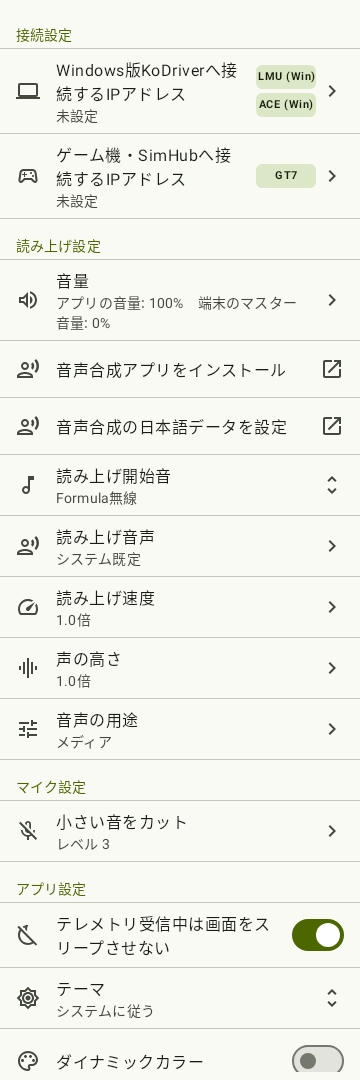 接続設定
Windows版KoDriverへ接
続するIPアドレス
未設定
LMU (Win)
ACE (Win)
ゲーム機・SimHubへ接
続するIPアドレス
未設定
GT7
読み上げ設定
音量
アプリの音量: 100%　端末のマスター
音量: 0%
音声合成アプリをインストール
音声合成の日本語データを設定
読み上げ開始音
Formula無線
読み上げ音声
システム既定
読み上げ速度
1.0倍
声の高さ
1.0倍
音声の用途
メディア
マイク設定
小さい音をカット
レベル 3
アプリ設定
テレメトリ受信中は画面をス
リープさせない
テーマ
システムに従う
ダイナミックカラー